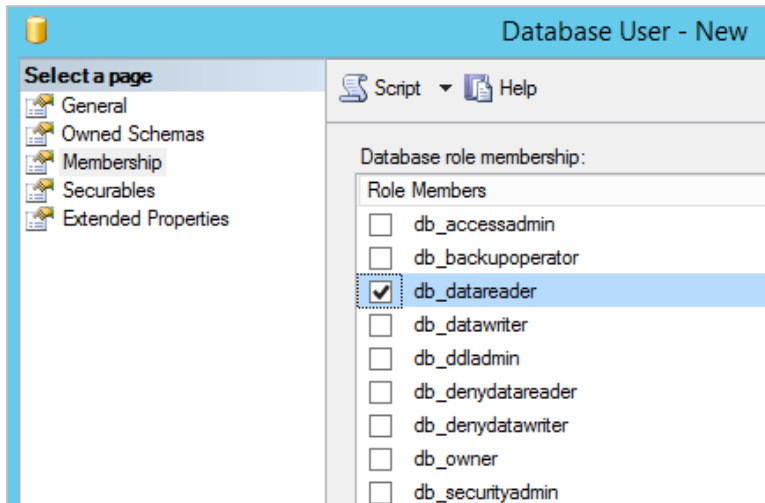 Database User - New
Select a page
General
Owned Schemas
Membership
Securables
Extended Properties
Script Help
Database role membership:
Role Members
db_accessadmin
db_backupoperator
db_datareader
db_datawriter
db_ddladmin
db_denydatareader
db_denydatawriter
db_owner
db_securityadmin